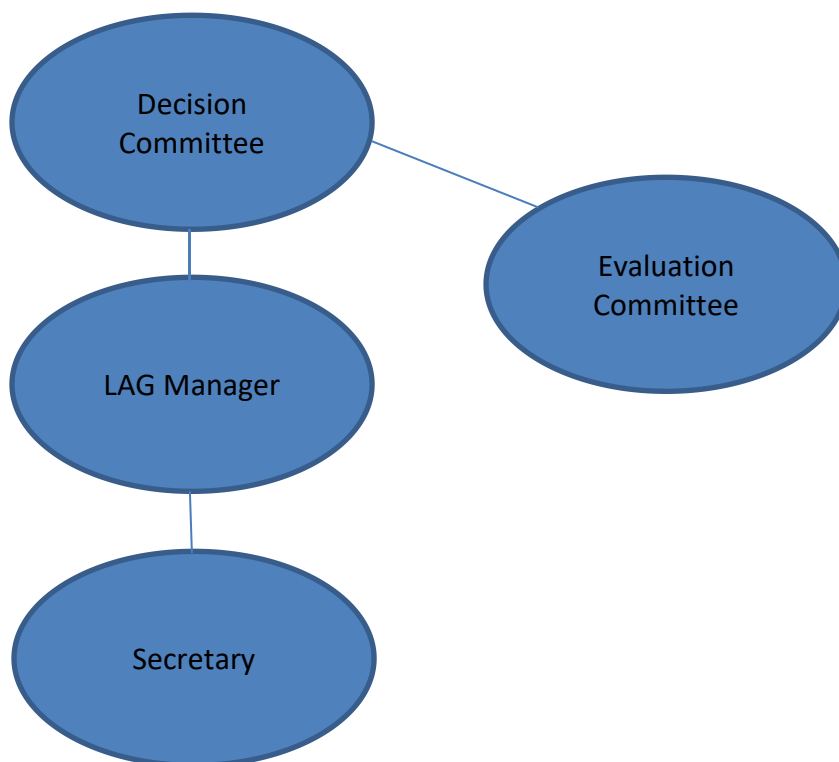 Decision
Committee
Evaluation
Committee
LAG Manager
Secretary